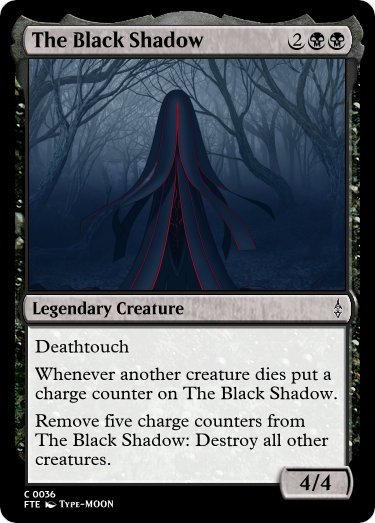 The Black Shadow 2
Legendary Creature
Deathtouch
Whenever another creature dies put a
charge counter on The Black Shadow.
Remove five charge counters from
The Black Shadow: Destroy all other
creatures.
4/4
C 0036
FTE Type-MOON